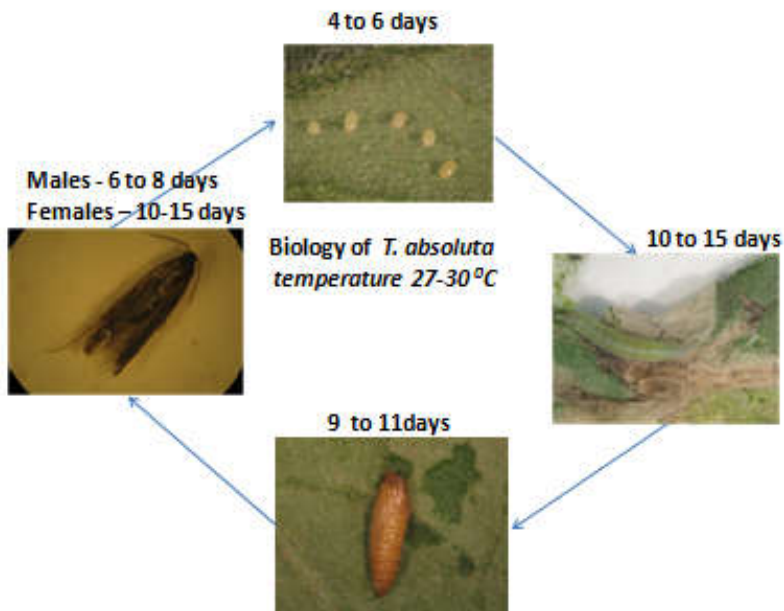 4 to 6 days
Males - 6 to 8 days
Females – 10-15 days
Biology of T. absoluta
temperature 27-30 ⁰C
10 to 15 days
9 to 11days